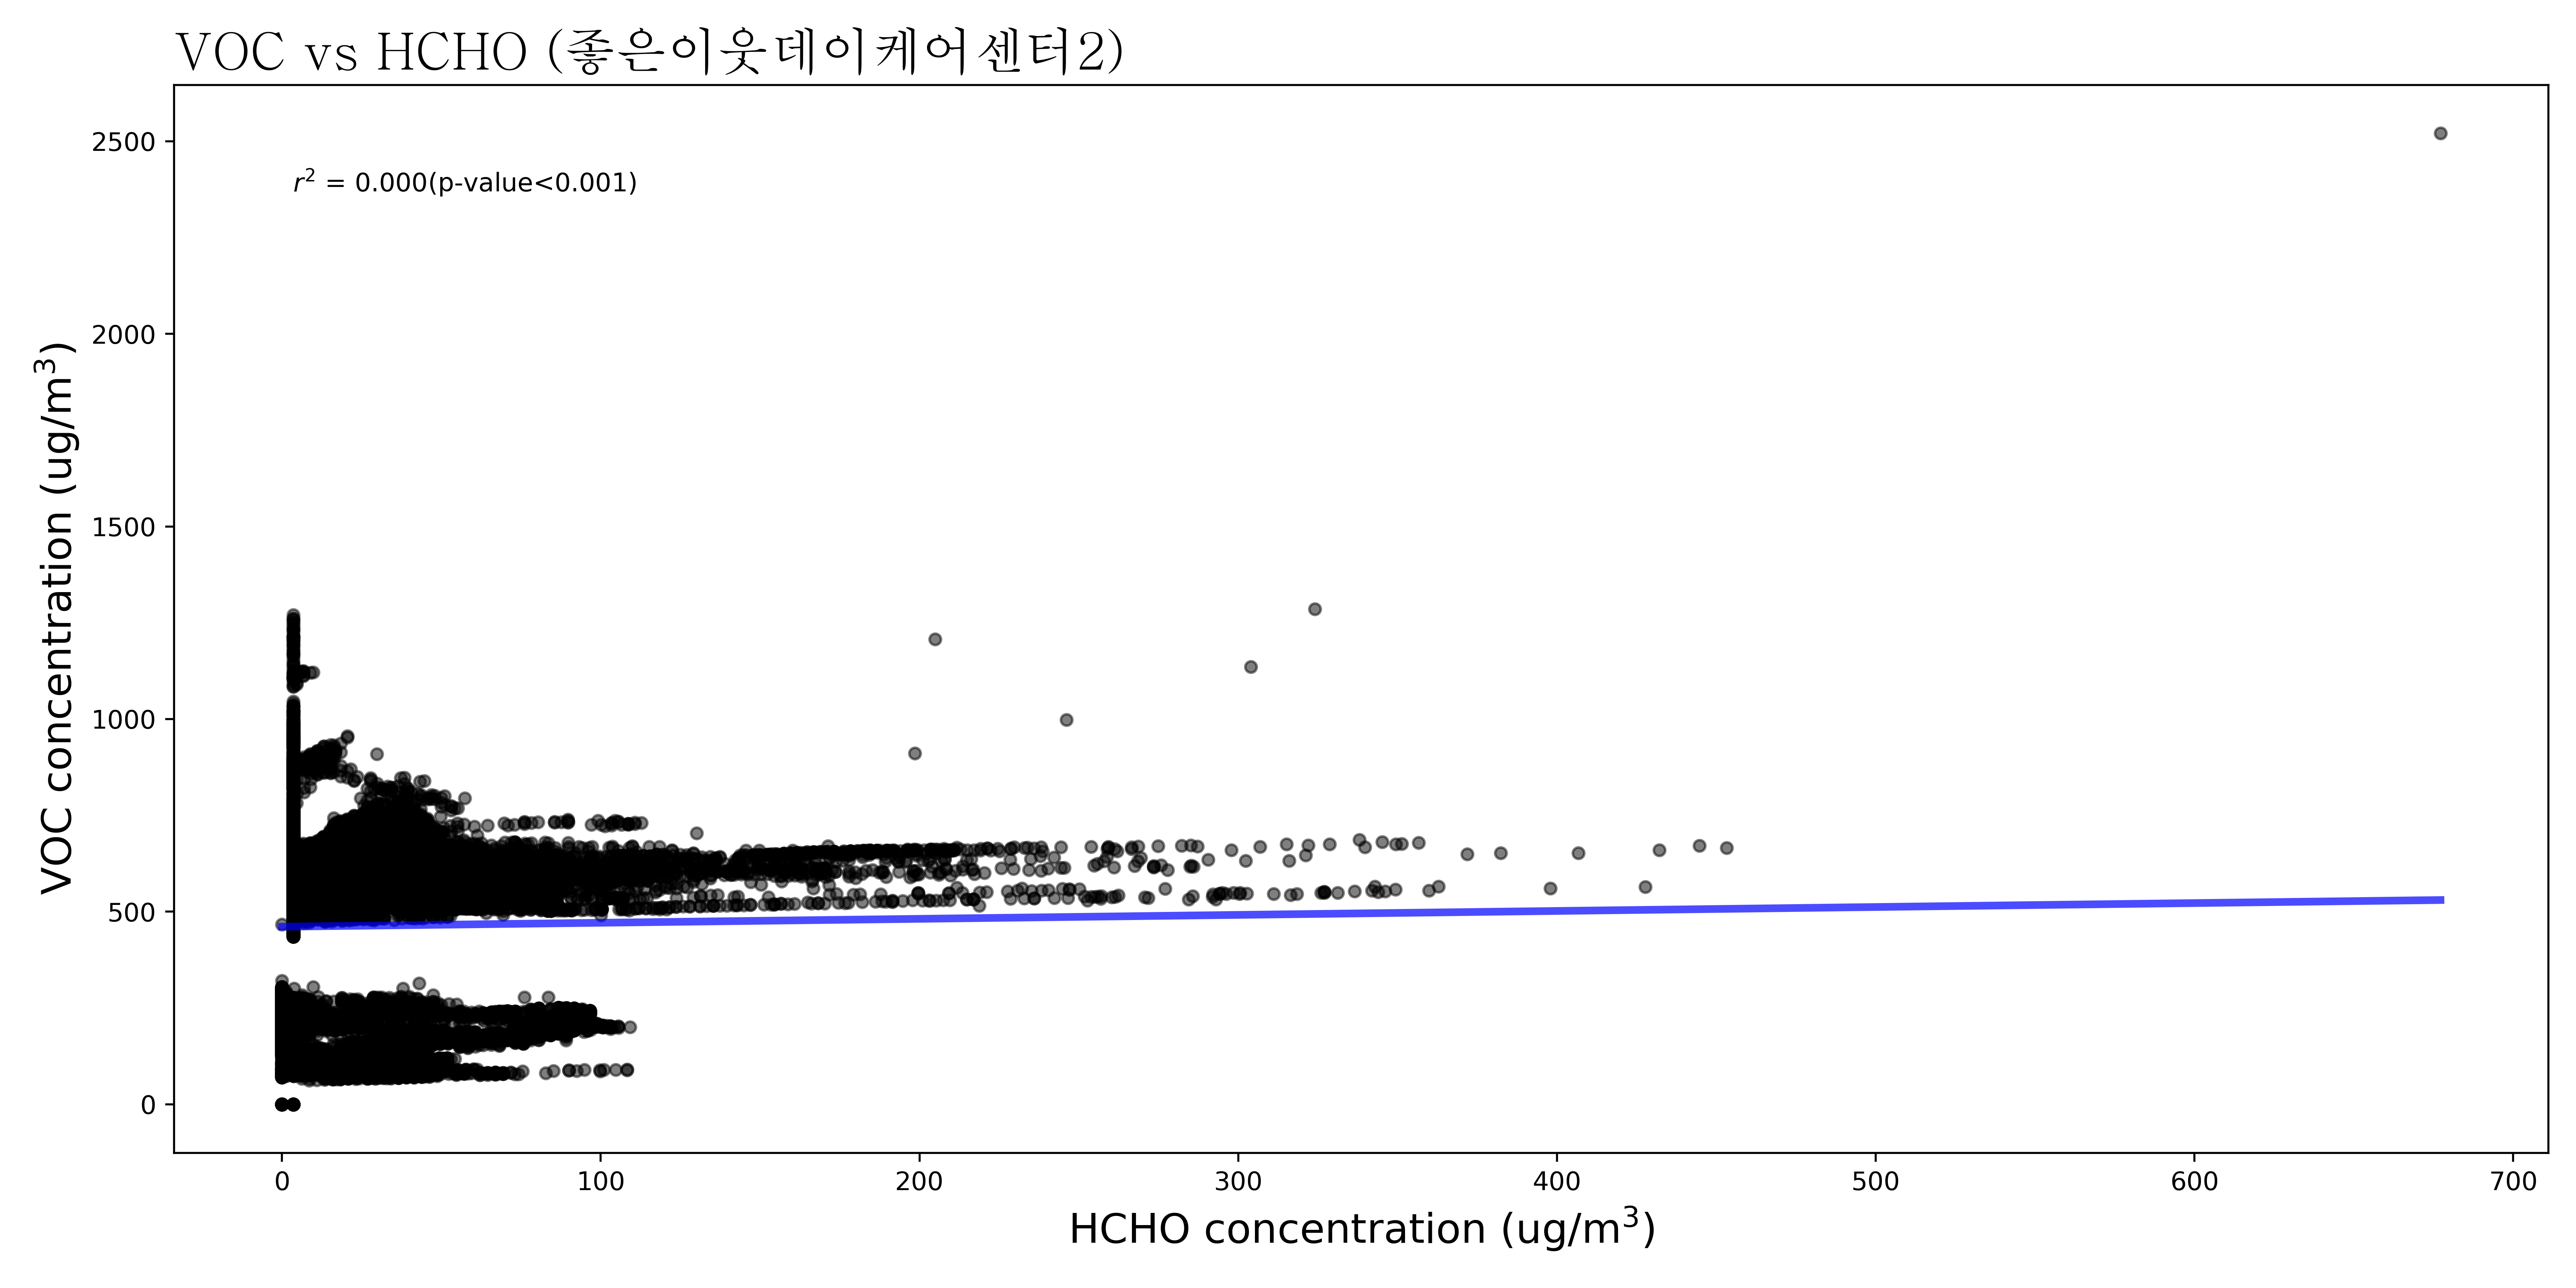 VOC vs HCHO (좋은이웃데이케어센터2)
r² = 0.000(p-value<0.001)
VOC concentration (ug/m³)
2500
2000
1500
1000
500
0
0 100 200 300 400 500 600 700
HCHO concentration (ug/m³)